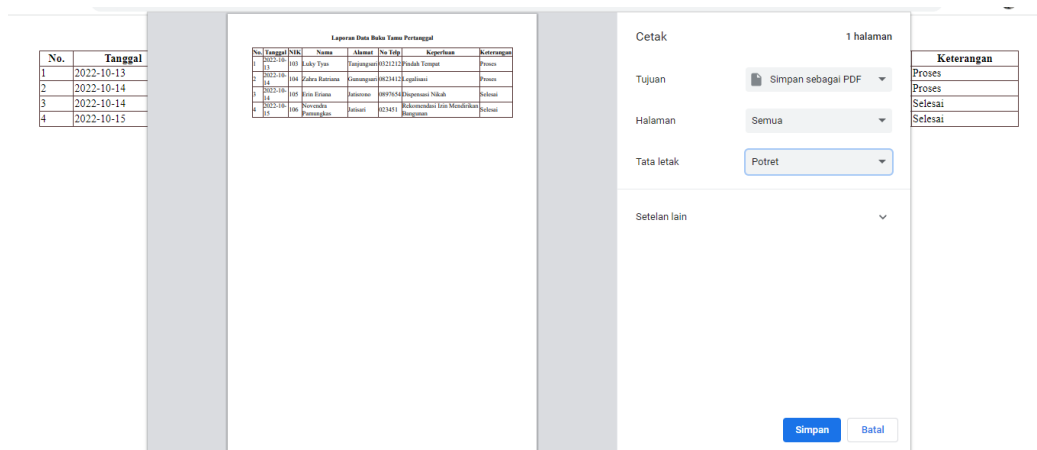 No. Tanggal
1 2022-10-13
2 2022-10-14
3 2022-10-14
4 2022-10-15
Laporan Data Buku Tamu Pertanggal
No. Tanggal NIK Nama Alamat No Telp Keperluan Keterangan
1 2022-10-13 103 Luky Tyas Tanjungsari 0321212 Pindah Tempat Proses
2 2022-10-14 104 Zahra Ratriana Gunungsari 0823412 Legalisasi Proses
3 2022-10-14 105 Erin Eriana Jatirono 0897654 Dispensasi Nikah Selesai
4 2022-10-15 106 Novendra Pamungkas Jatisari 023451 Rekomendasi Izin Mendirikan Bangunan Selesai
Cetak 1 halaman
Tujuan Simpan sebagai PDF
Halaman Semua
Tata letak Potret
Setelan lain
Simpan Batal
Keterangan
Proses
Proses
Selesai
Selesai